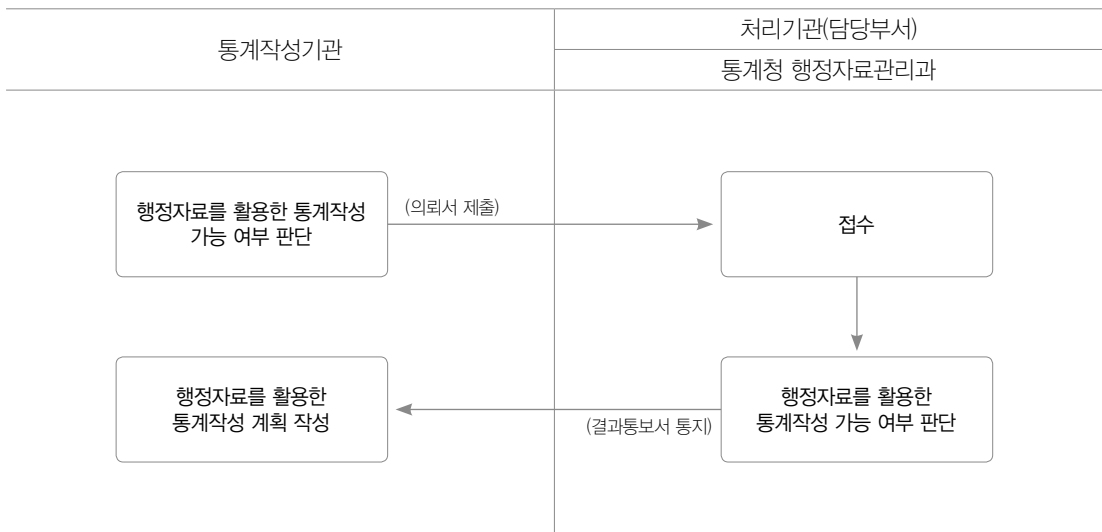 통계작성기관
처리기관(담당부서)
통계청 행정자료관리과
행정자료를 활용한 통계작성
가능 여부 판단
(의뢰서 제출)
접수
행정자료를 활용한
통계작성 계획 작성
(결과통보서 통지)
행정자료를 활용한
통계작성 가능 여부 판단